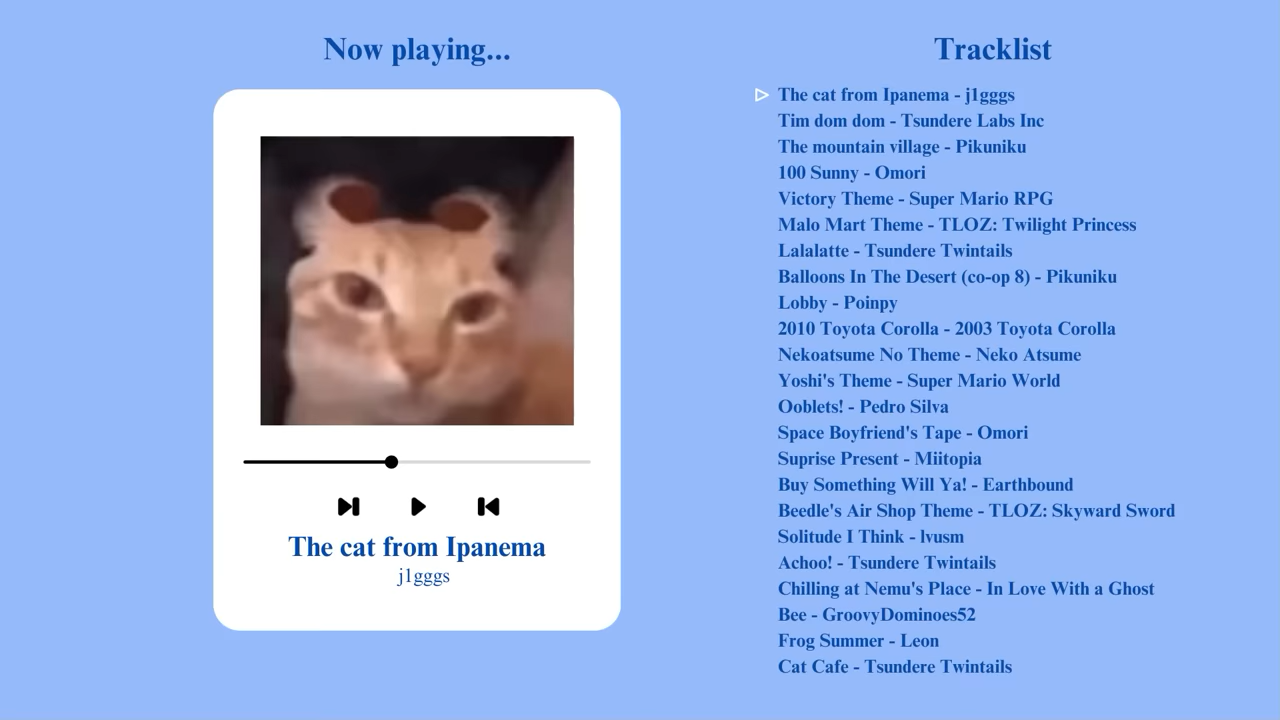 Now playing...
The cat from Ipanema
j1gggs
Tracklist
The cat from Ipanema - j1gggs
Tim dom dom - Tsundere Labs Inc
The mountain village - Pikuniku
100 Sunny - Omori
Victory Theme - Super Mario RPG
Malo Mart Theme - TLOZ: Twilight Princess
Lalalatte - Tsundere Twintails
Balloons In The Desert (co-op 8) - Pikuniku
Lobby - Poinpy
2010 Toyota Corolla - 2003 Toyota Corolla
Nekoatsume No Theme - Neko Atsume
Yoshi's Theme - Super Mario World
Ooblets! - Pedro Silva
Space Boyfriend's Tape - Omori
Suprise Present - Miitopia
Buy Something Will Ya! - Earthbound
Beedle's Air Shop Theme - TLOZ: Skyward Sword
Solitude I Think - lvusm
Achoo! - Tsundere Twintails
Chilling at Nemu's Place - In Love With a Ghost
Bee - GroovyDominoes52
Frog Summer - Leon
Cat Cafe - Tsundere Twintails